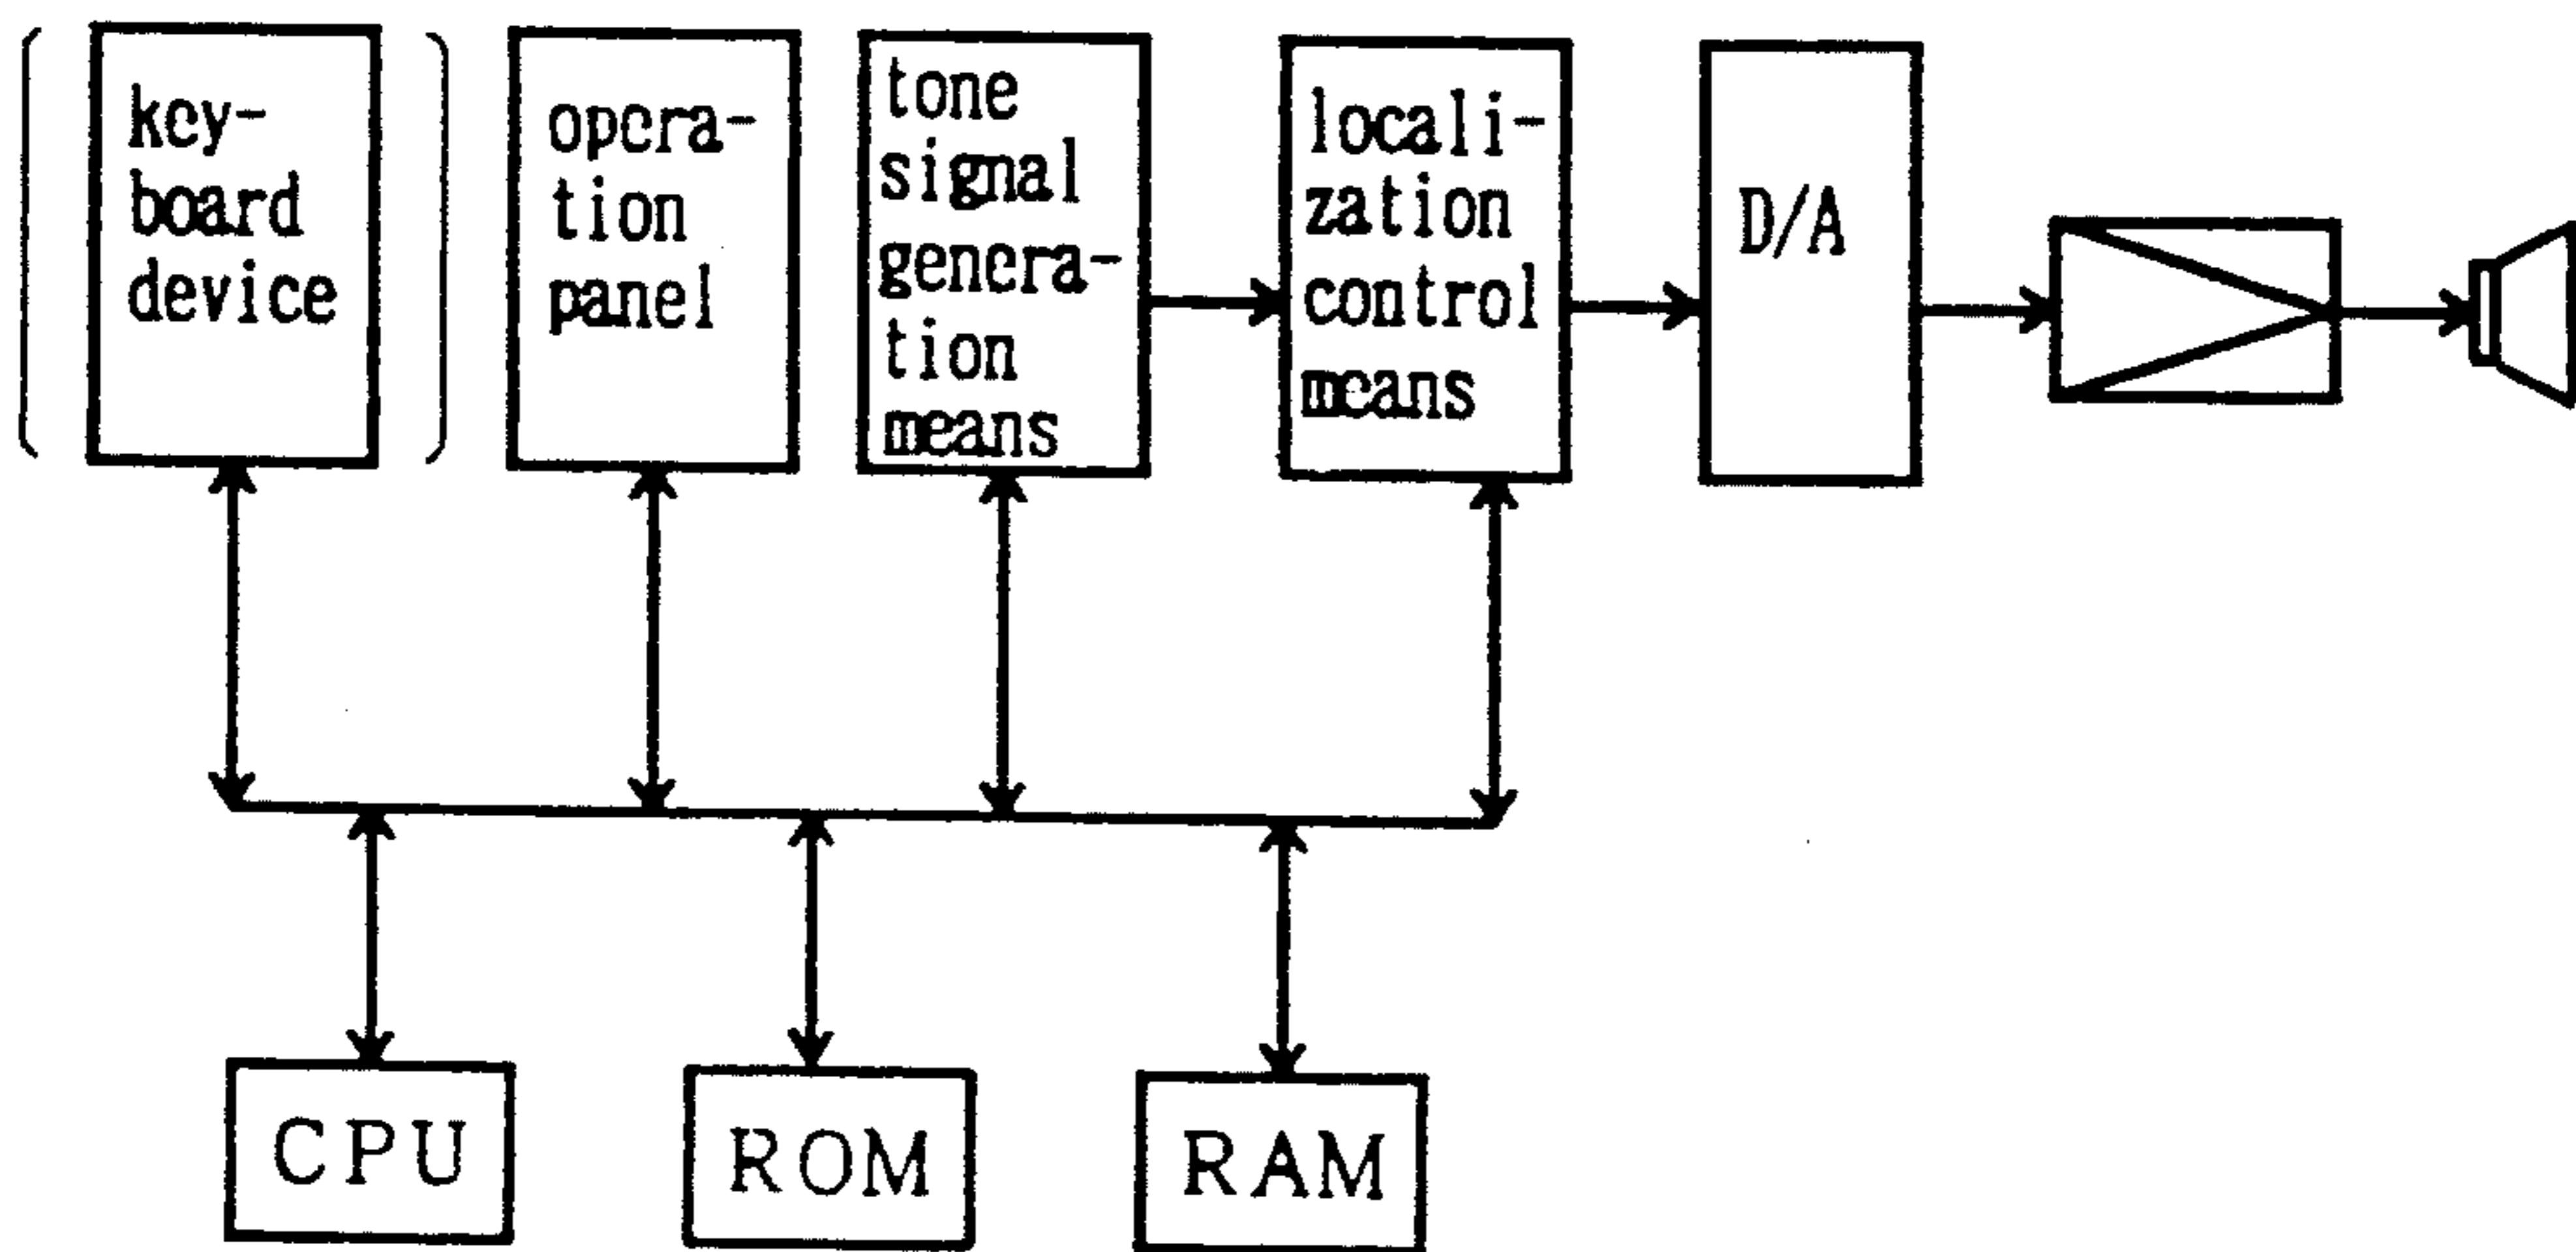 key-
board
device
opera-
tion
panel
tone
signal
genera-
tion
means
locali-
zation
control
means
D/A
CPU
ROM
RAM